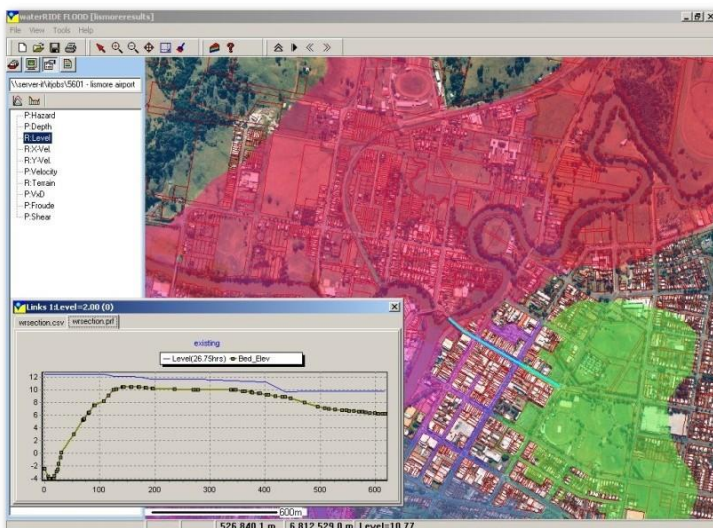 waterRIDE FLOOD [lismoreresults]
File View Tools Help
\\server-it\itjobs\5601 - lismore airport
P:Hazard
P:Depth
R:Level
R:X-Vel
R:Y-Vel
P:Velocity
R:Terrain
P:VxD
P:Froude
P:Shear
Links 1:Level=2.00 (0)
wrsection.csv wrsection.prl
existing
Level(26.75hrs) Bed_Elev
12
10
8
6
4
2
0
-2
-4
0 100 200 300 400 500 600
600m
526,840.1 m 6,812,529.0 m Level=10.77